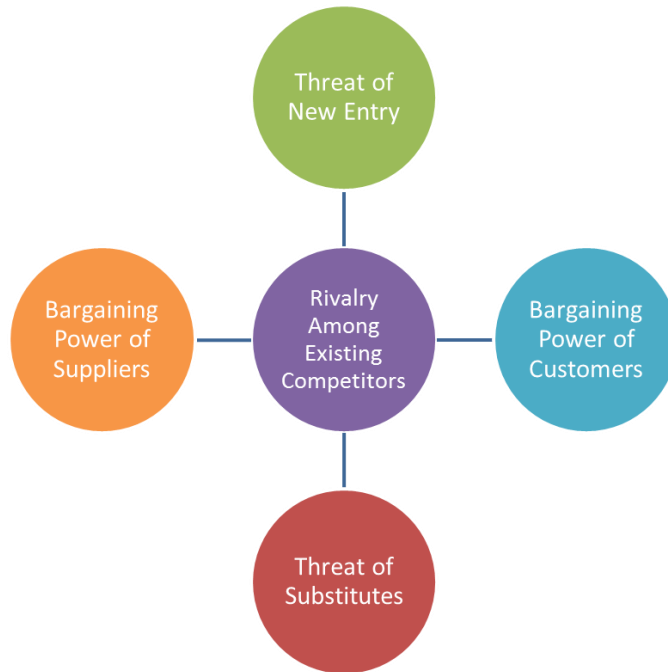 Threat of
New Entry
Bargaining
Power of
Suppliers
Rivalry
Among
Existing
Competitors
Bargaining
Power of
Customers
Threat of
Substitutes